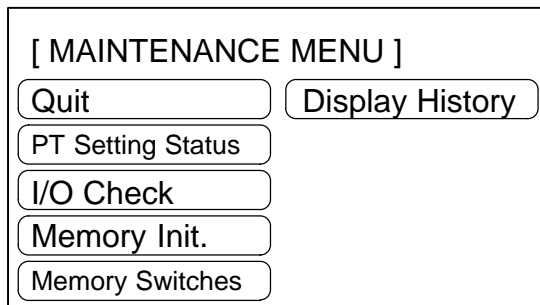 [ MAINTENANCE MENU ]
Quit
Display History
PT Setting Status
I/O Check
Memory Init.
Memory Switches